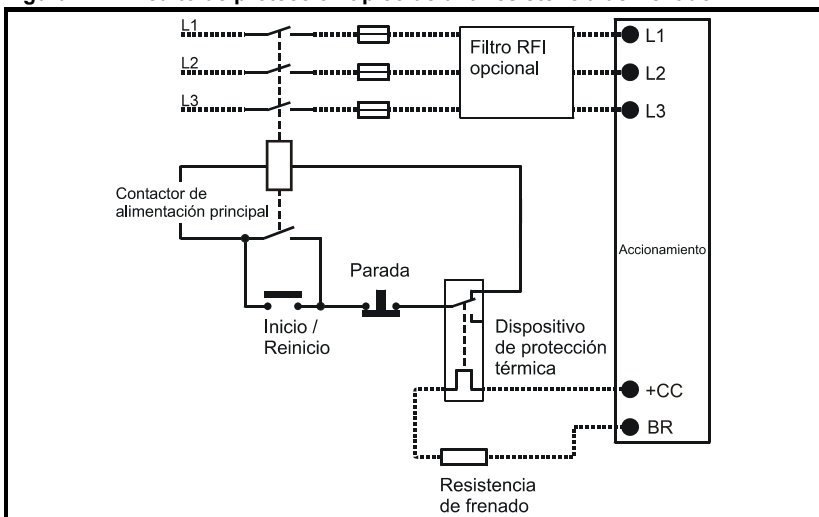 L1
L2
L3
Filtro RFI
opcional
L1
L2
L3
Contactor de
alimentación principal
Accionamiento
Parada
Inicio /
Reinicio
Dispositivo
de protección
térmica
+CC
BR
Resistencia
de frenado